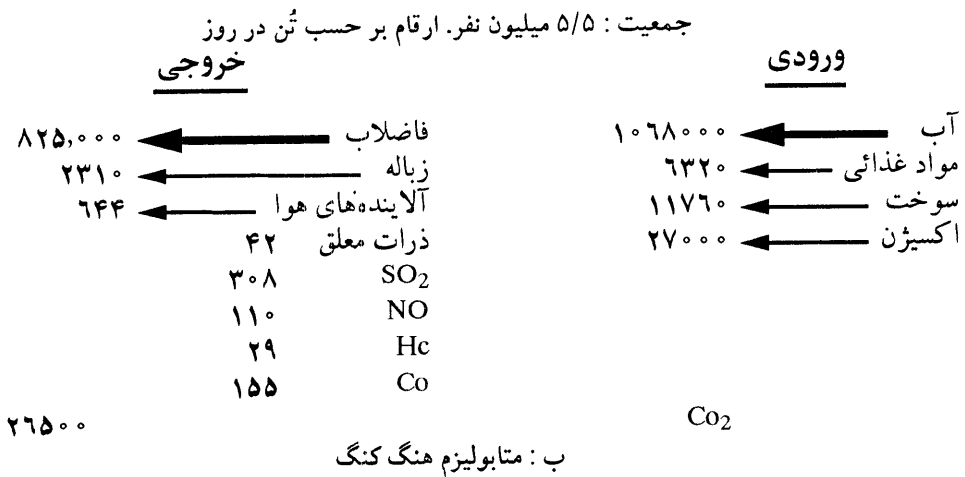 جمعیت : ۵/۵ میلیون نفر. ارقام بر حسب تُن در روز
ورودی خروجی
آب ۱۰۶۸۰۰۰ فاضلاب ۸۲۵,۰۰۰
مواد غذائی ۶۳۲۰ زباله ۲۳۱۰
سوخت ۱۱۷۶۰ آلاینده‌های هوا ۶۴۴
اکسیژن ۲۷۰۰۰ ذرات معلق ۴۲
SO₂ ۳۰۸
NO ۱۱۰
Hc ۲۹
Co ۱۵۵
Co₂ ۲۶۵۰۰
ب : متابولیزم هنگ کنگ